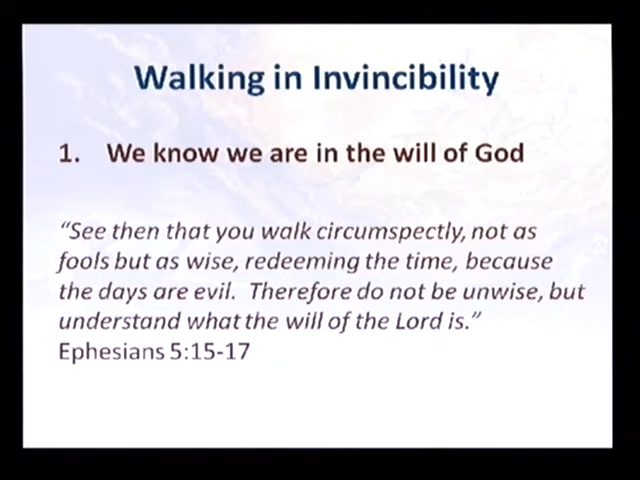 Walking in Invincibility
1. We know we are in the will of God
“See then that you walk circumspectly, not as
fools but as wise, redeeming the time, because
the days are evil.  Therefore do not be unwise, but
understand what the will of the Lord is.”
Ephesians 5:15-17